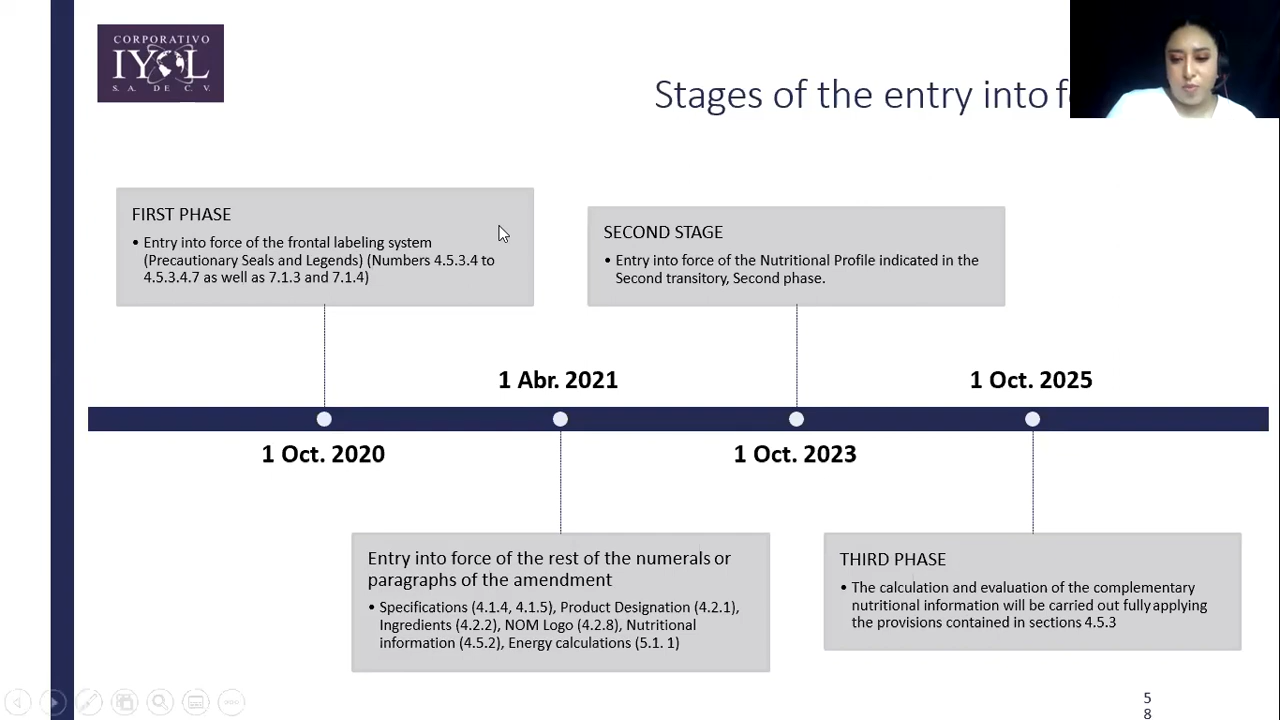 CORPORATIVO
IYOL
S. A. DE C. V.
Stages of the entry into
FIRST PHASE
• Entry into force of the frontal labeling system
(Precautionary Seals and Legends) (Numbers 4.5.3.4 to
4.5.3.4.7 as well as 7.1.3 and 7.1.4)
SECOND STAGE
• Entry into force of the Nutritional Profile indicated in the
Second transitory, Second phase.
1 Abr. 2021
1 Oct. 2025
1 Oct. 2020
1 Oct. 2023
Entry into force of the rest of the numerals or
paragraphs of the amendment
• Specifications (4.1.4, 4.1.5), Product Designation (4.2.1),
Ingredients (4.2.2), NOM Logo (4.2.8), Nutritional
information (4.5.2), Energy calculations (5.1. 1)
THIRD PHASE
• The calculation and evaluation of the complementary
nutritional information will be carried out fully applying
the provisions contained in sections 4.5.3
5
8